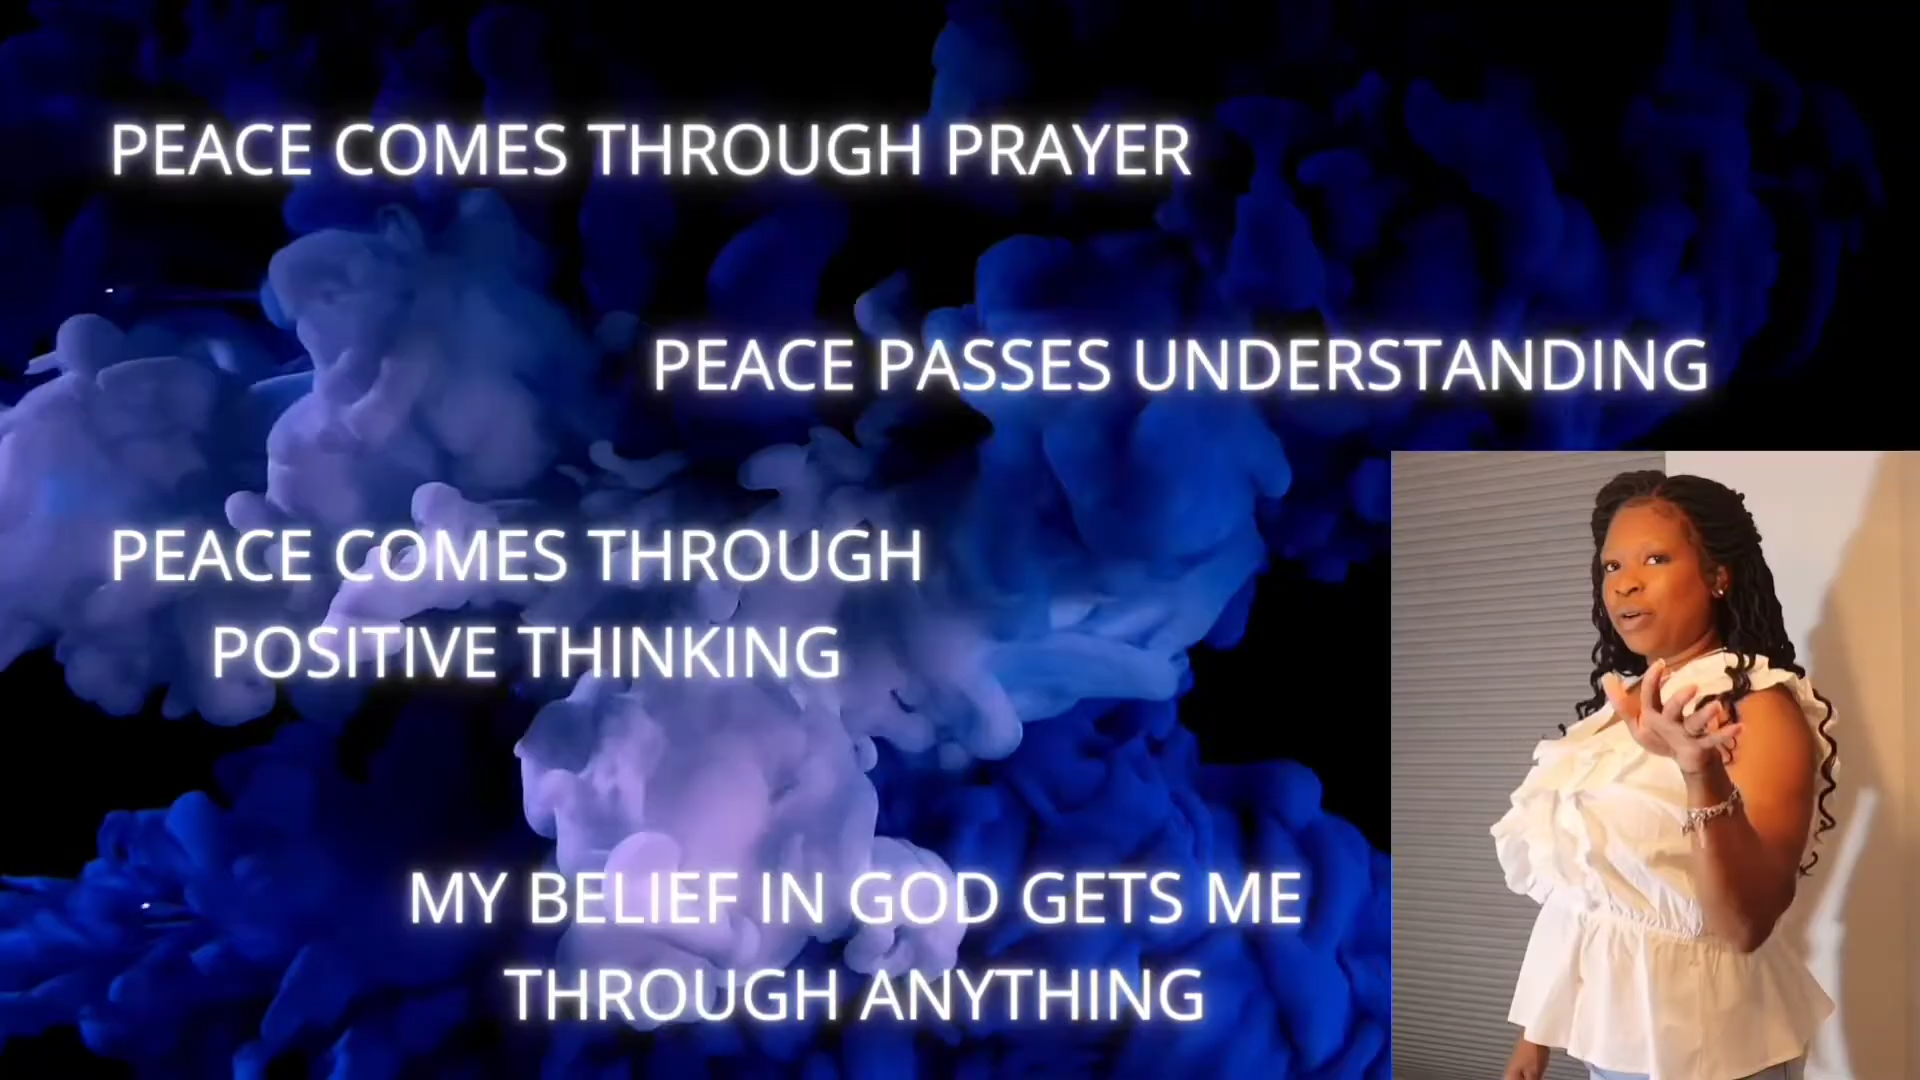 PEACE COMES THROUGH PRAYER
PEACE PASSES UNDERSTANDING
PEACE COMES THROUGH
POSITIVE THINKING
MY BELIEF IN GOD GETS ME
THROUGH ANYTHING